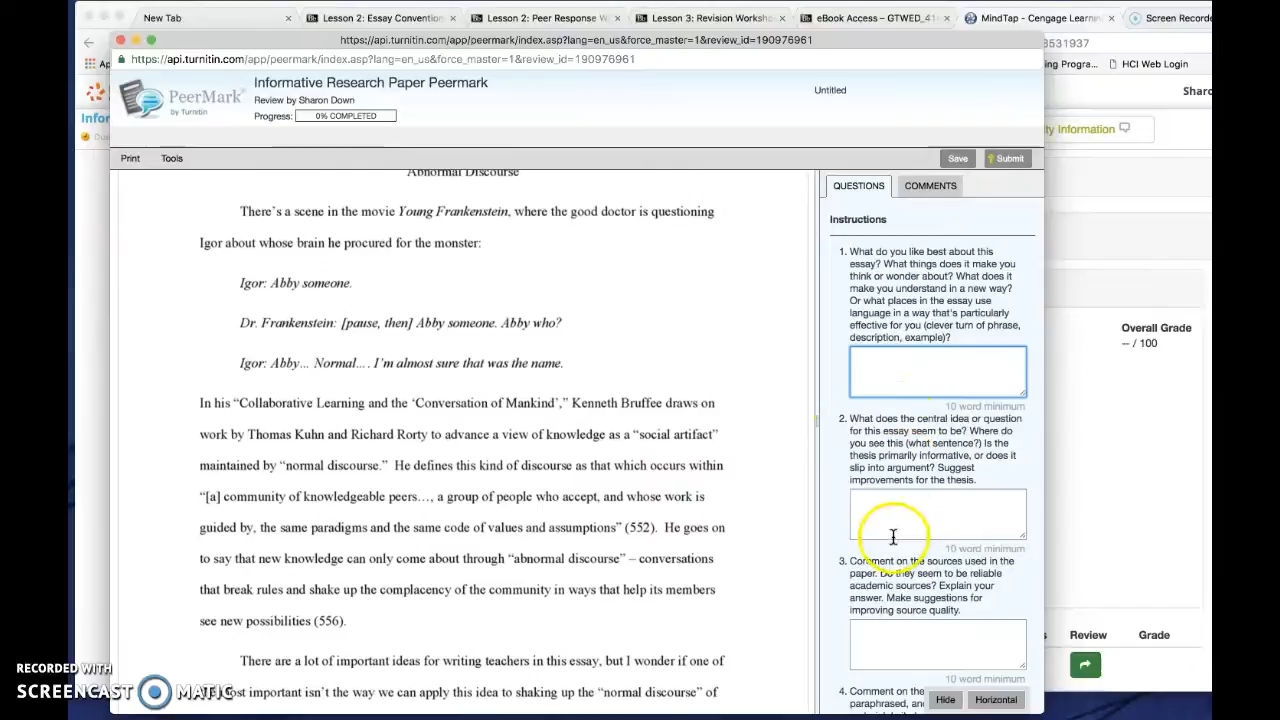 New Tab × Lesson 2: Essay Convention × Lesson 2: Peer Response W × Lesson 3: Revision Worksha × eBook Access – GTWED_41 × MindTap - Cengage Learni × Screen Recorde
https://api.turnitin.com/app/peermark/index.asp?lang=en_us&force_master=1&review_id=190976961
8531937
https://api.turnitin.com/app/peermark/index.asp?lang=en_us&force_master=1&review_id=190976961
Ap
ing Progra... HCI Web Login
PeerMark
by Turnitin
Informative Research Paper Peermark
Review by Sharon Down
Progress: 0% COMPLETED
Untitled
Shar
Infor
ty Information
Print Tools
Save Submit
Abnormal Discourse
There's a scene in the movie Young Frankenstein, where the good doctor is questioning
Igor about whose brain he procured for the monster:
Igor: Abby someone.
Dr. Frankenstein: [pause, then] Abby someone. Abby who?
Igor: Abby… Normal…. I'm almost sure that was the name.
In his “Collaborative Learning and the ‘Conversation of Mankind’,” Kenneth Bruffee draws on
work by Thomas Kuhn and Richard Rorty to advance a view of knowledge as a “social artifact”
maintained by “normal discourse.” He defines this kind of discourse as that which occurs within
“[a] community of knowledgeable peers…, a group of people who accept, and whose work is
guided by, the same paradigms and the same code of values and assumptions” (552). He goes on
to say that new knowledge can only come about through “abnormal discourse” – conversations
that break rules and shake up the complacency of the community in ways that help its members
see new possibilities (556).
There are a lot of important ideas for writing teachers in this essay, but I wonder if one of
most important isn't the way we can apply this idea to shaking up the “normal discourse” of
QUESTIONS COMMENTS
Instructions
1. What do you like best about this
essay? What things does it make you
think or wonder about? What does it
make you understand in a new way?
Or what places in the essay use
language in a way that's particularly
effective for you (clever turn of phrase,
description, example)?
10 word minimum
2. What does the central idea or question
for this essay seem to be? Where do
you see this (what sentence?) Is the
thesis primarily informative, or does it
slip into argument? Suggest
improvements for the thesis.
10 word minimum
3. Comment on the sources used in the
paper. Do they seem to be reliable
academic sources? Explain your
answer. Make suggestions for
improving source quality.
10 word minimum
4. Comment on the
paraphrased, an
Hide Horizontal
Overall Grade
-- / 100
s Review Grade
RECORDED WITH
SCREENCAST MATIC